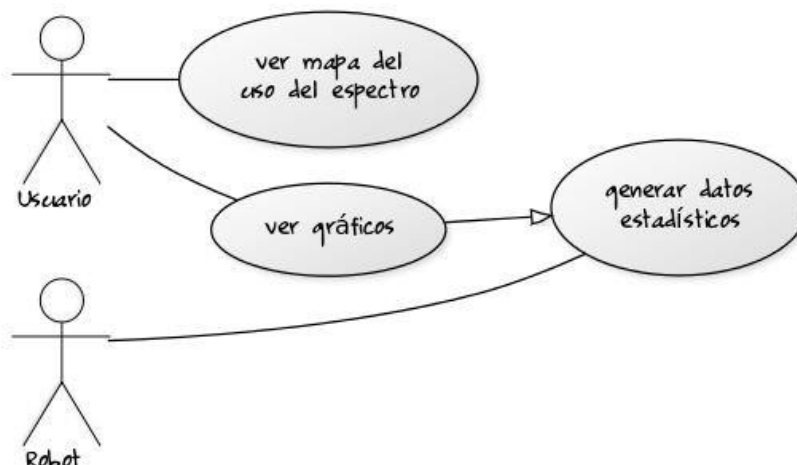 ver mapa del
uso del espectro
Usuario
ver gráficos
generar datos
estadísticos
Robot